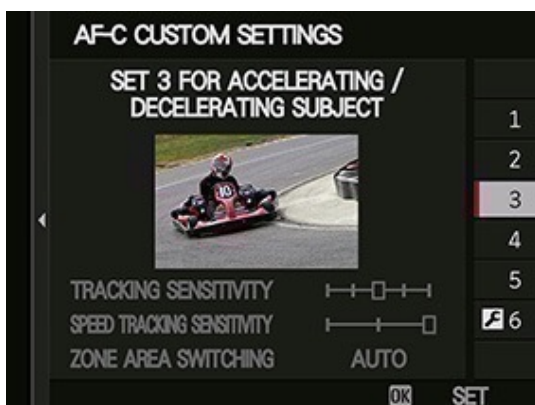 AF-C CUSTOM SETTINGS
SET 3 FOR ACCELERATING /
DECELERATING SUBJECT
10
1
2
3
4
5
6
TRACKING SENSITIVITY
SPEED TRACKING SENSITIVITY
ZONE AREA SWITCHING AUTO
OK SET